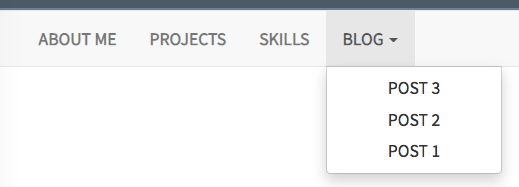 ABOUT ME PROJECTS SKILLS BLOG
POST 3
POST 2
POST 1